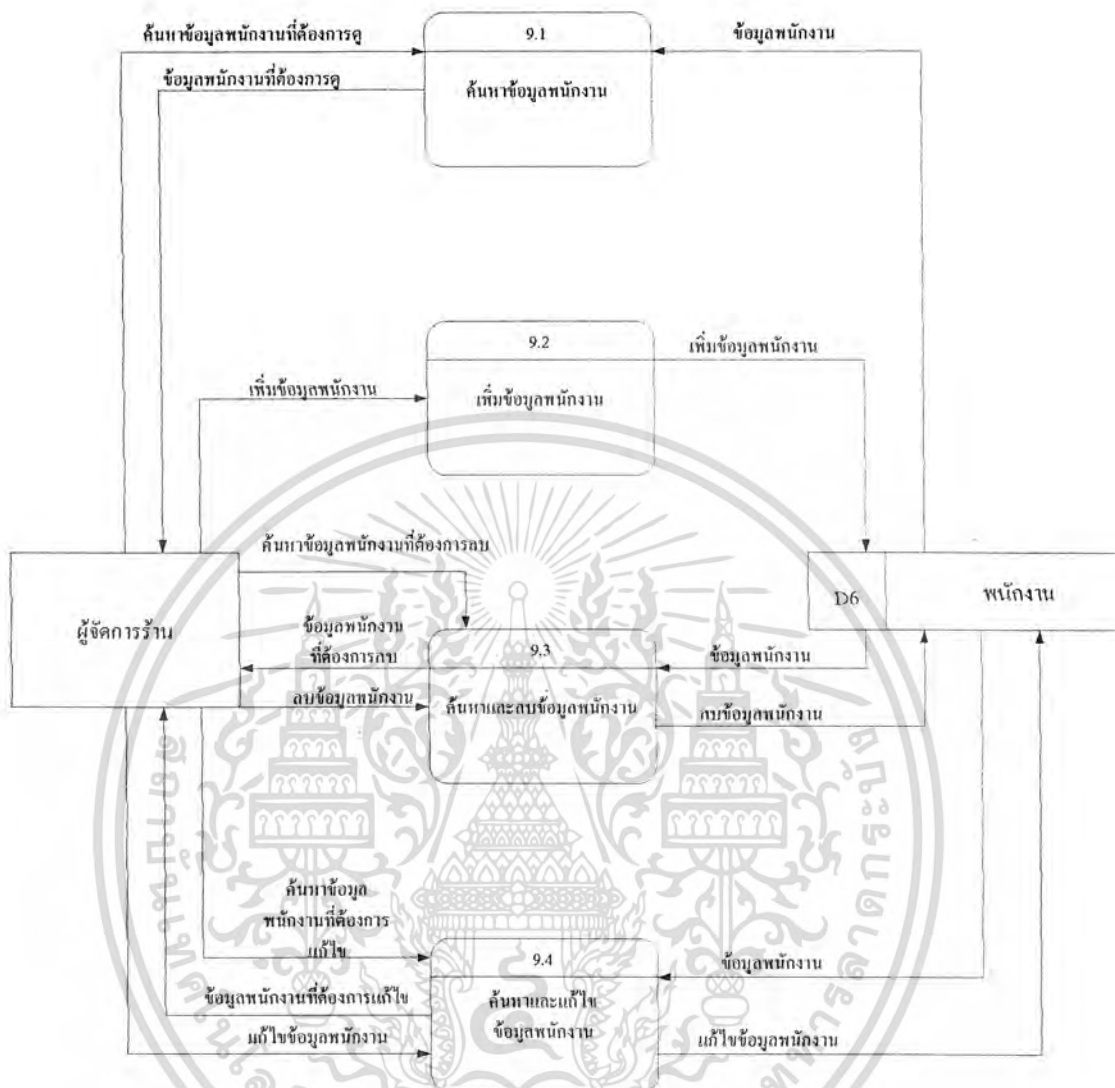 ค้นหาข้อมูลพนักงานที่ต้องการดู
9.1
ข้อมูลพนักงาน
ข้อมูลพนักงานที่ต้องการดู
ค้นหาข้อมูลพนักงาน
9.2
เพิ่มข้อมูลพนักงาน
เพิ่มข้อมูลพนักงาน
เพิ่มข้อมูลพนักงาน
ค้นหาข้อมูลพนักงานที่ต้องการลบ
ผู้จัดการร้าน
D6
พนักงาน
ข้อมูลพนักงาน
ที่ต้องการลบ
9.3
ข้อมูลพนักงาน
ลบข้อมูลพนักงาน
ค้นหาและลบข้อมูลพนักงาน
ลบข้อมูลพนักงาน
ค้นหาข้อมูล
พนักงานที่ต้องการ
แก้ไข
9.4
ข้อมูลพนักงาน
ข้อมูลพนักงานที่ต้องการแก้ไข
ค้นหาและแก้ไข
ข้อมูลพนักงาน
แก้ไขข้อมูลพนักงาน
แก้ไขข้อมูลพนักงาน